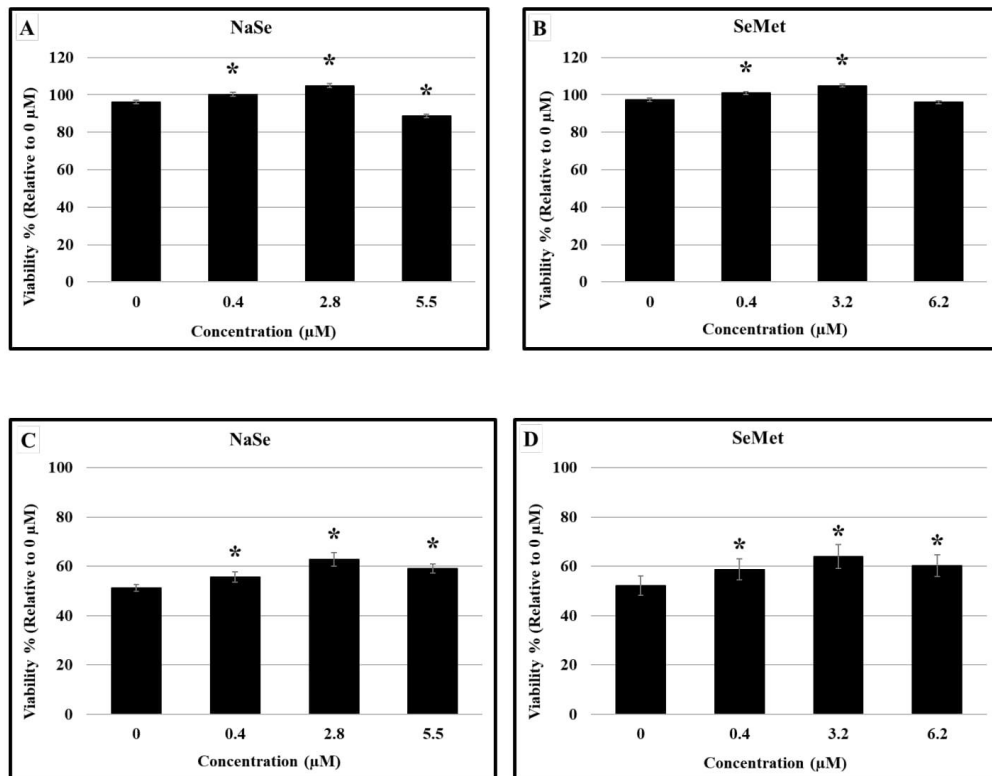 A
NaSe
Viability % (Relative to 0 µM)
120
100
80
60
40
20
0
*
*
*
0 0.4 2.8 5.5
Concentration (µM)
B
SeMet
Viability % (Relative to 0 µM)
120
100
80
60
40
20
0
*
*
0 0.4 3.2 6.2
Concentration (µM)
C
NaSe
Viability % (Relative to 0 µM)
100
80
60
40
20
0
*
*
*
0 0.4 2.8 5.5
Concentration (µM)
D
SeMet
Viability % (Relative to 0 µM)
100
80
60
40
20
0
*
*
*
0 0.4 3.2 6.2
Concentration (µM)